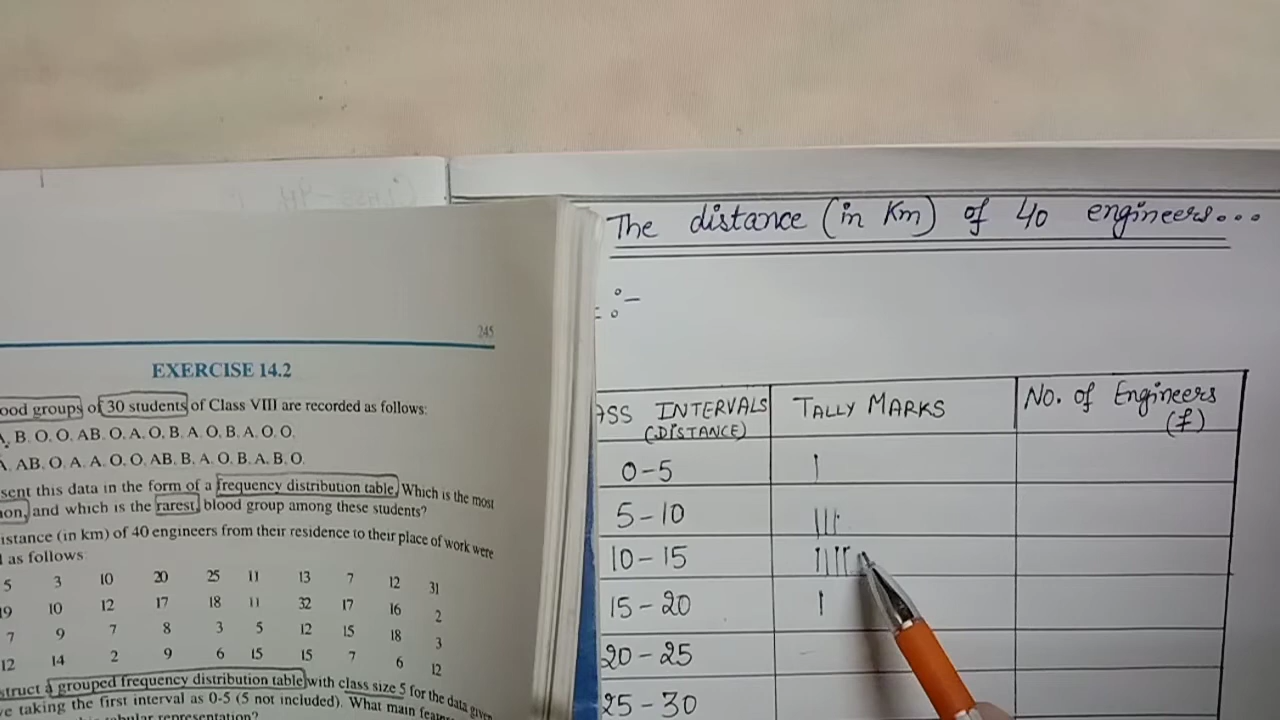 245
EXERCISE 14.2
ood groups of 30 students of Class VIII are recorded as follows:
A, B, O, O, AB, O, A, O, B, A, O, B, A, O, O,
A, AB, O, A, A, O, O, AB, B, A, O, B, A, B, O.
sent this data in the form of a frequency distribution table. Which is the most
on, and which is the rarest, blood group among these students?
istance (in km) of 40 engineers from their residence to their place of work were
as follows
5 3 10 20 25 11 13 7 12 31
19 10 12 17 18 11 32 17 16 2
7 9 7 8 3 5 12 15 18 3
12 14 2 9 6 15 15 7 6 12
struct a grouped frequency distribution table with class size 5 for the data given
e taking the first interval as 0-5 (5 not included). What main
tabular representation?
The distance (in Km) of 40 engineers...
ASS INTERVALS (DISTANCE) TALLY MARKS No. of Engineers (f)
0-5 |
5-10 |||
10-15 ||||
15-20 |
20-25
25-30